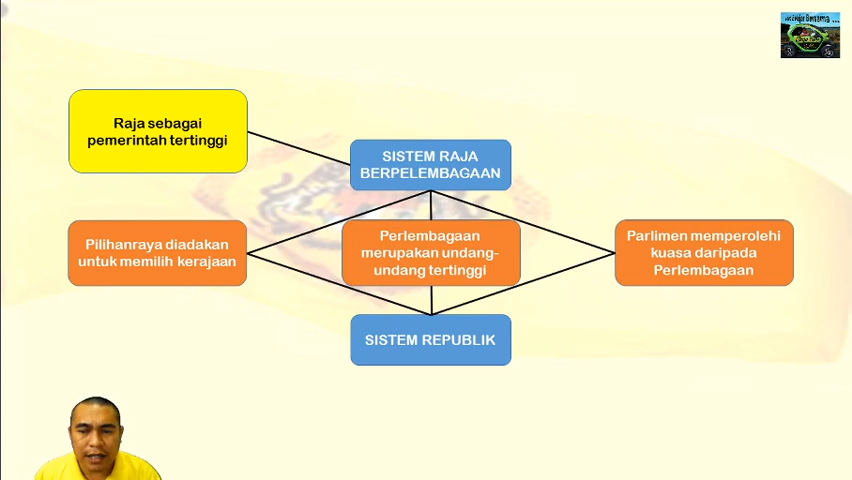 Raja sebagai
pemerintah tertinggi
SISTEM RAJA
BERPELEMBAGAAN
Pilihanraya diadakan
untuk memilih kerajaan
Perlembagaan
merupakan undang-
undang tertinggi
Parlimen memperolehi
kuasa daripada
Perlembagaan
SISTEM REPUBLIK